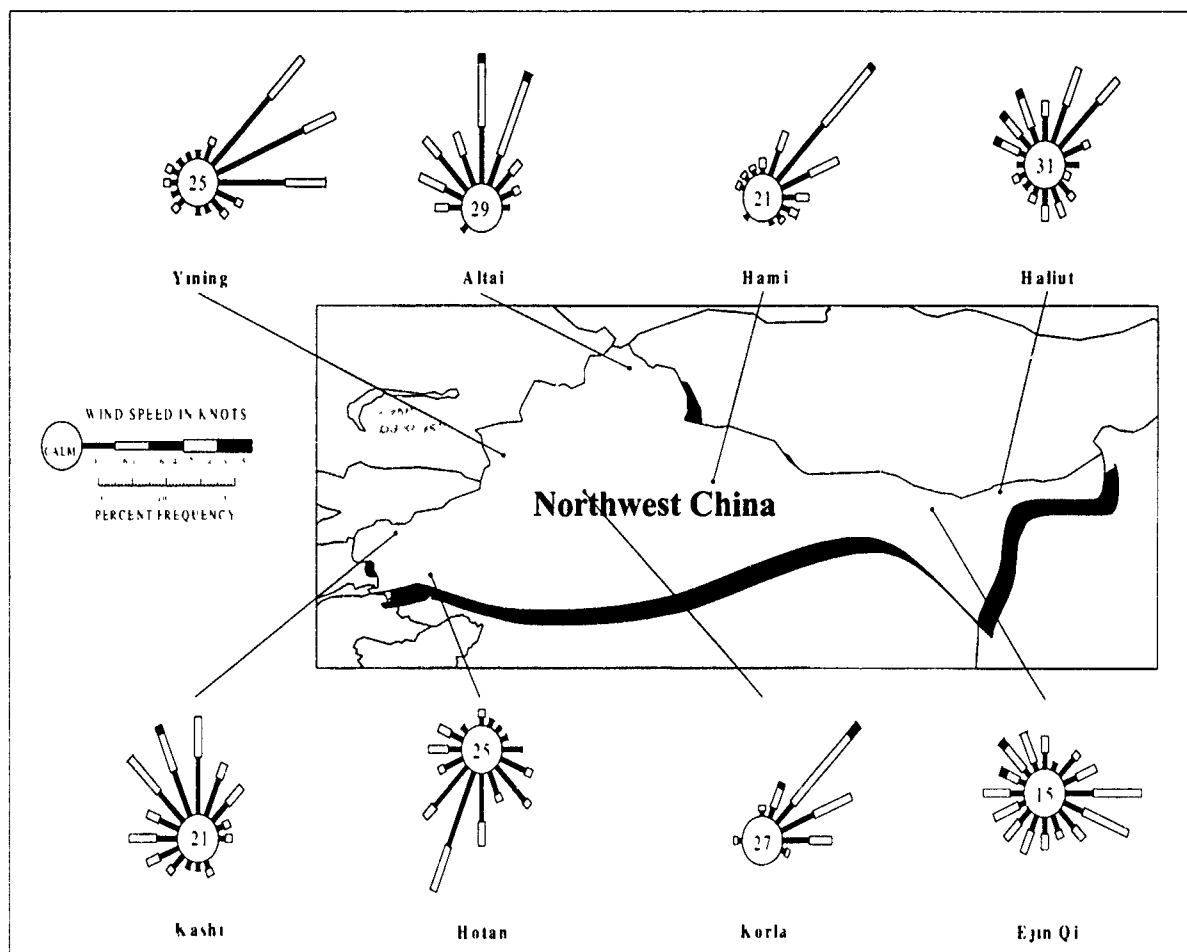 25
29
21
31
Yining
Altai
Hami
Haliut
WIND SPEED IN KNOTS
CALM
PERCENT FREQUENCY
Northwest China
21
25
27
15
Kashi
Hotan
Korla
Ejin Qi